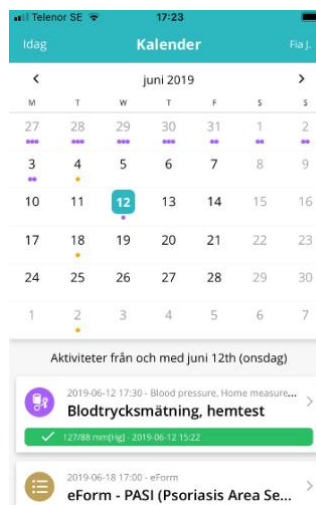 Telenor SE 17:23
Idag Kalender Fia J.
juni 2019
M T W T F S S
27 28 29 30 31 1 2
3 4 5 6 7 8 9
10 11 12 13 14 15 16
17 18 19 20 21 22 23
24 25 26 27 28 29 30
1 2 3 4 5 6 7
Aktiviteter från och med juni 12th (onsdag)
2019-06-12 17:30 - Blood pressure, Home measure...
Blodtrycksmätning, hemtest
127/88 mm[Hg] - 2019-06-12 15:22
2019-06-18 17:00 - eForm
eForm - PASI (Psoriasis Area Se...